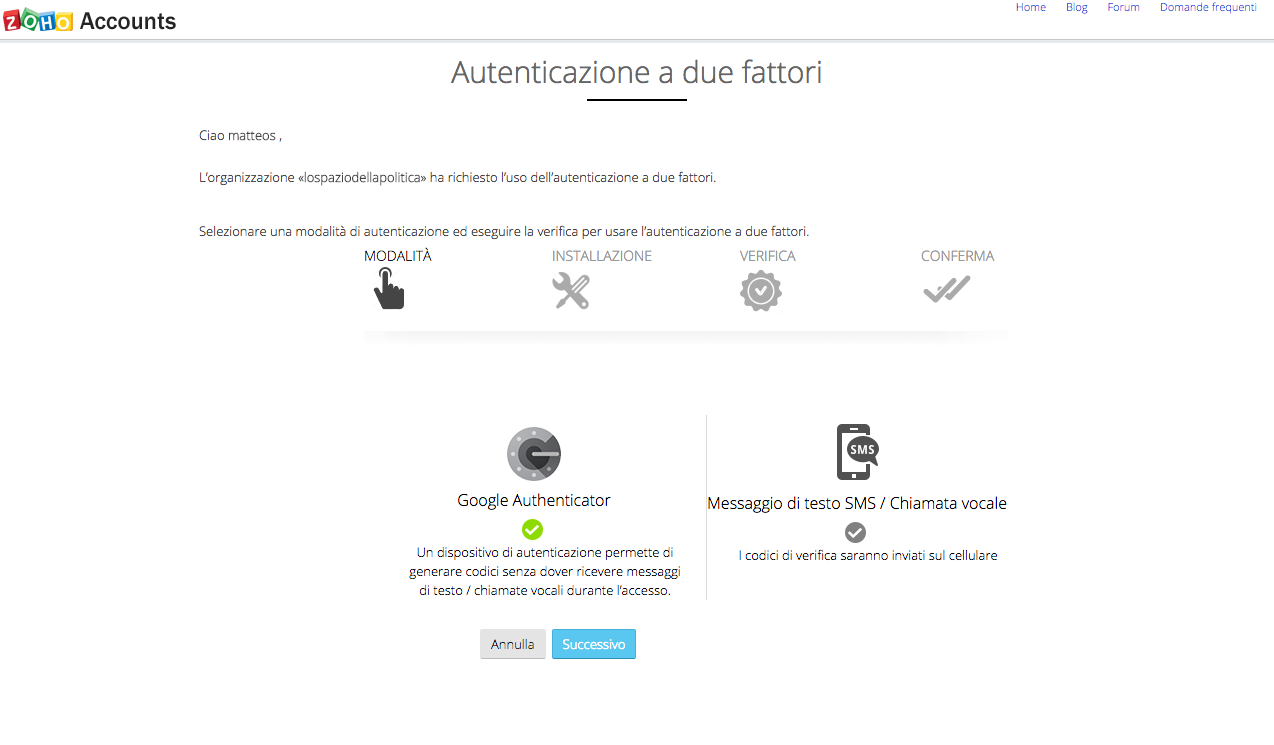 ZOHO Accounts
Home Blog Forum Domande frequenti
Autenticazione a due fattori
Ciao matteos ,
L'organizzazione «lospaziodellapolitica» ha richiesto l'uso dell'autenticazione a due fattori.
Selezionare una modalità di autenticazione ed eseguire la verifica per usare l'autenticazione a due fattori.
MODALITÀ INSTALLAZIONE VERIFICA CONFERMA
Google Authenticator
Un dispositivo di autenticazione permette di
generare codici senza dover ricevere messaggi
di testo / chiamate vocali durante l'accesso.
SMS
Messaggio di testo SMS / Chiamata vocale
I codici di verifica saranno inviati sul cellulare
Annulla Successivo